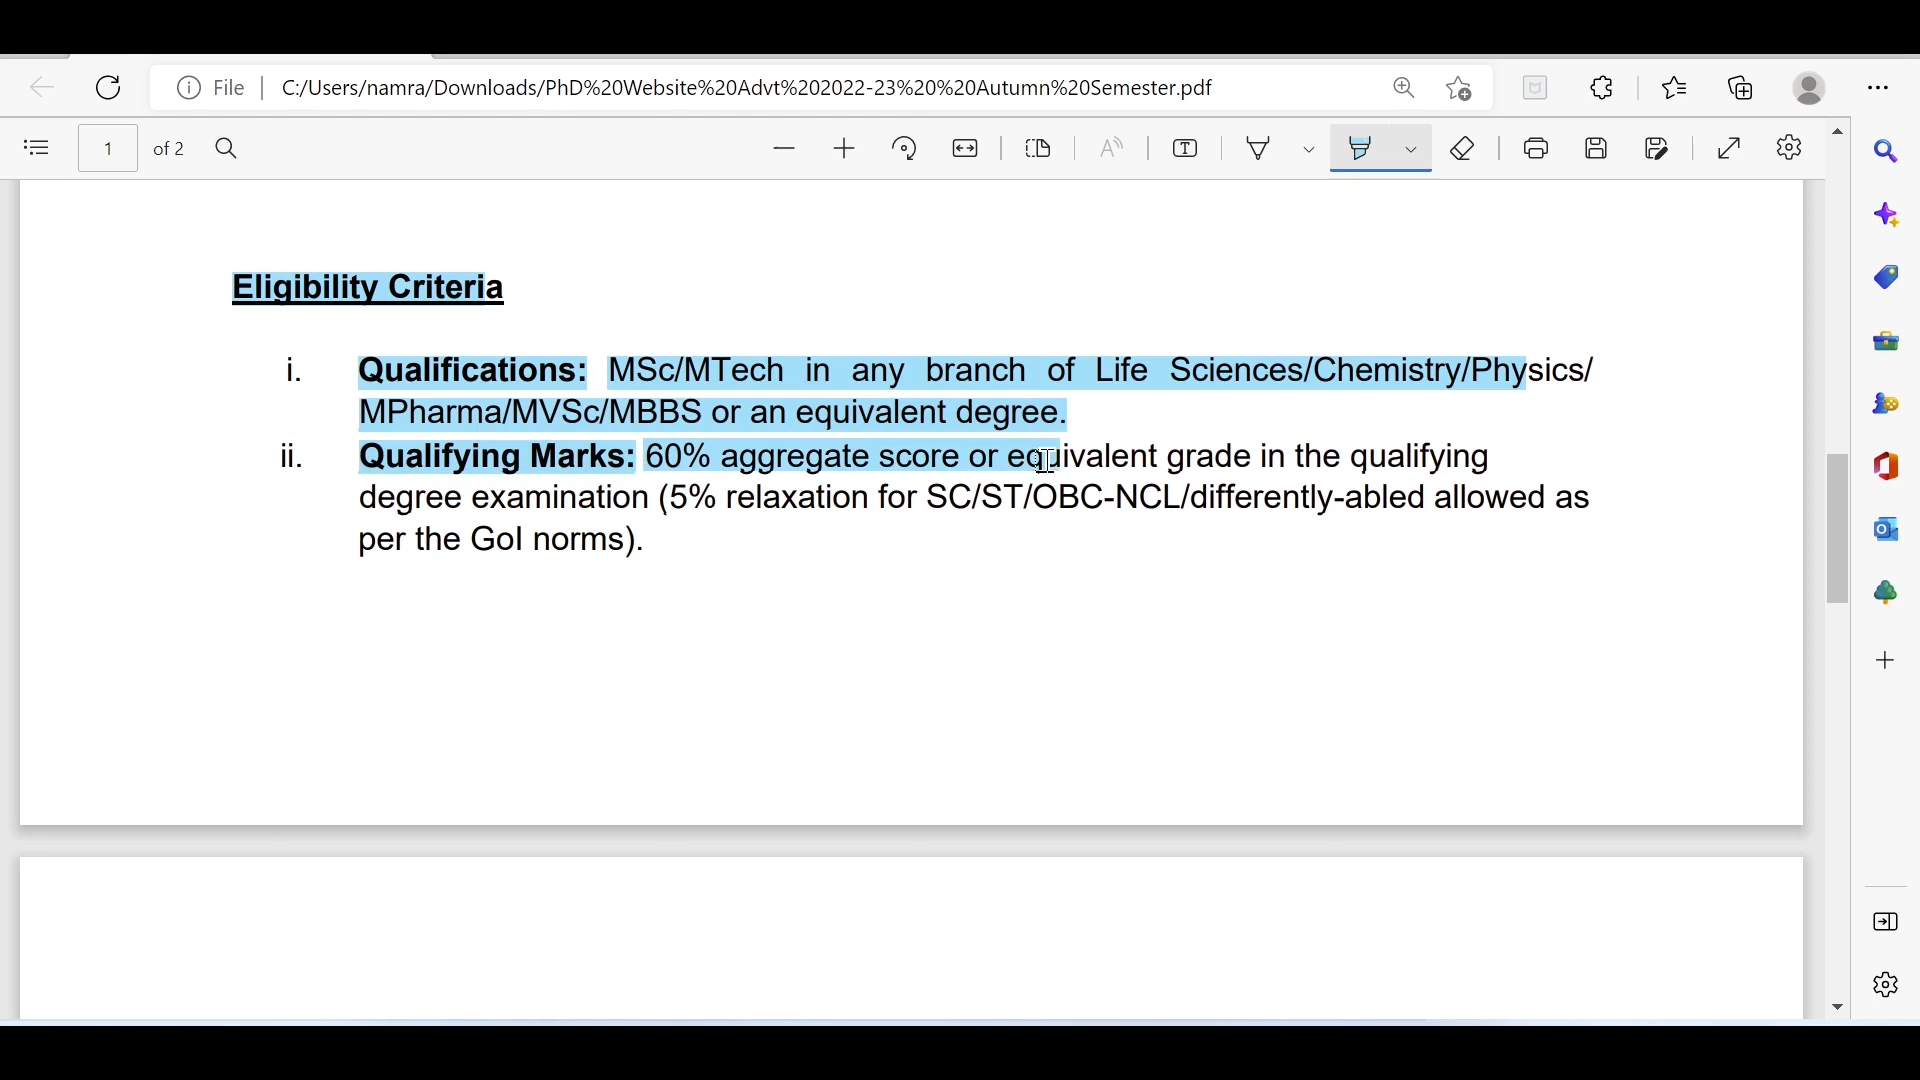 File
C:/Users/namra/Downloads/PhD%20Website%20Advt%202022-23%20%20Autumn%20Semester.pdf
1 of 2
Eligibility Criteria
i. Qualifications: MSc/MTech in any branch of Life Sciences/Chemistry/Physics/
MPharma/MVSc/MBBS or an equivalent degree.
ii. Qualifying Marks: 60% aggregate score or equivalent grade in the qualifying
degree examination (5% relaxation for SC/ST/OBC-NCL/differently-abled allowed as
per the GoI norms).